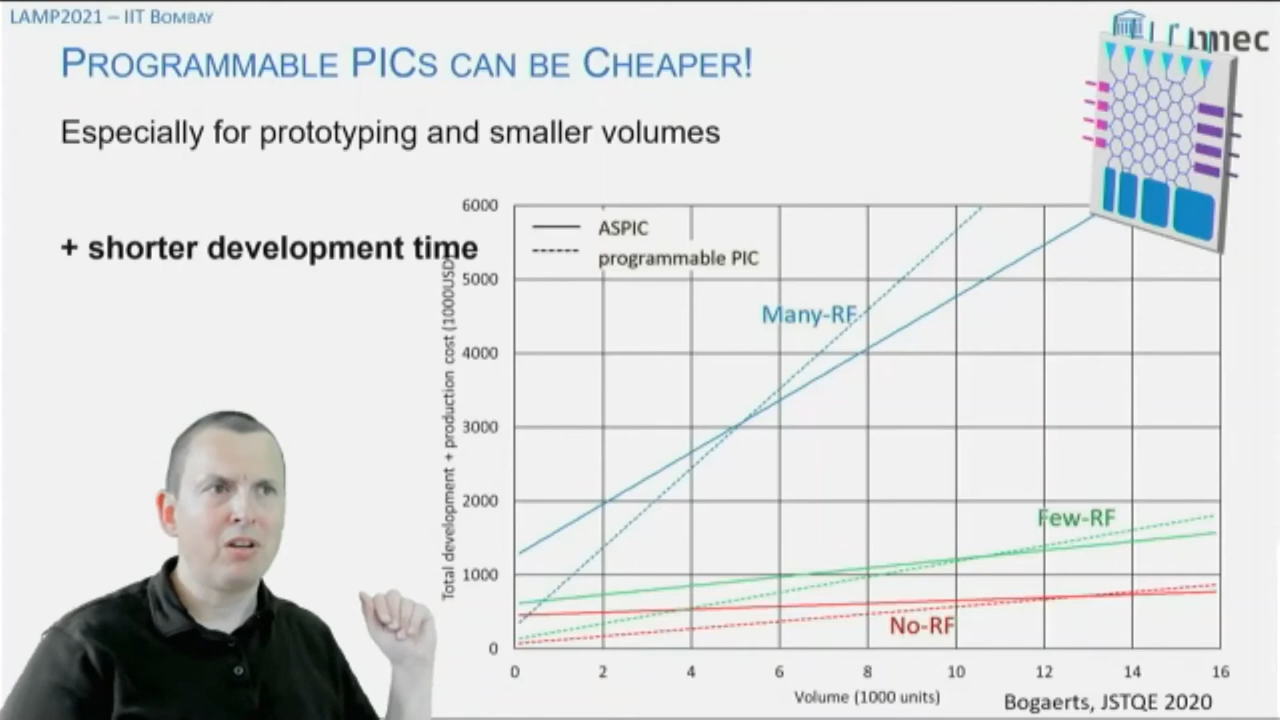 LAMP2021 – IIT BOMBAY
PROGRAMMABLE PICS CAN BE CHEAPER!
imec
Especially for prototyping and smaller volumes
+ shorter development time
Total development + production cost (1000USD)
6000
5000
4000
3000
2000
1000
0
ASPIC
programmable PIC
Many-RF
Few-RF
No-RF
0 2 4 6 8 10 12 14 16
Volume (1000 units)
Bogaerts, JSTQE 2020